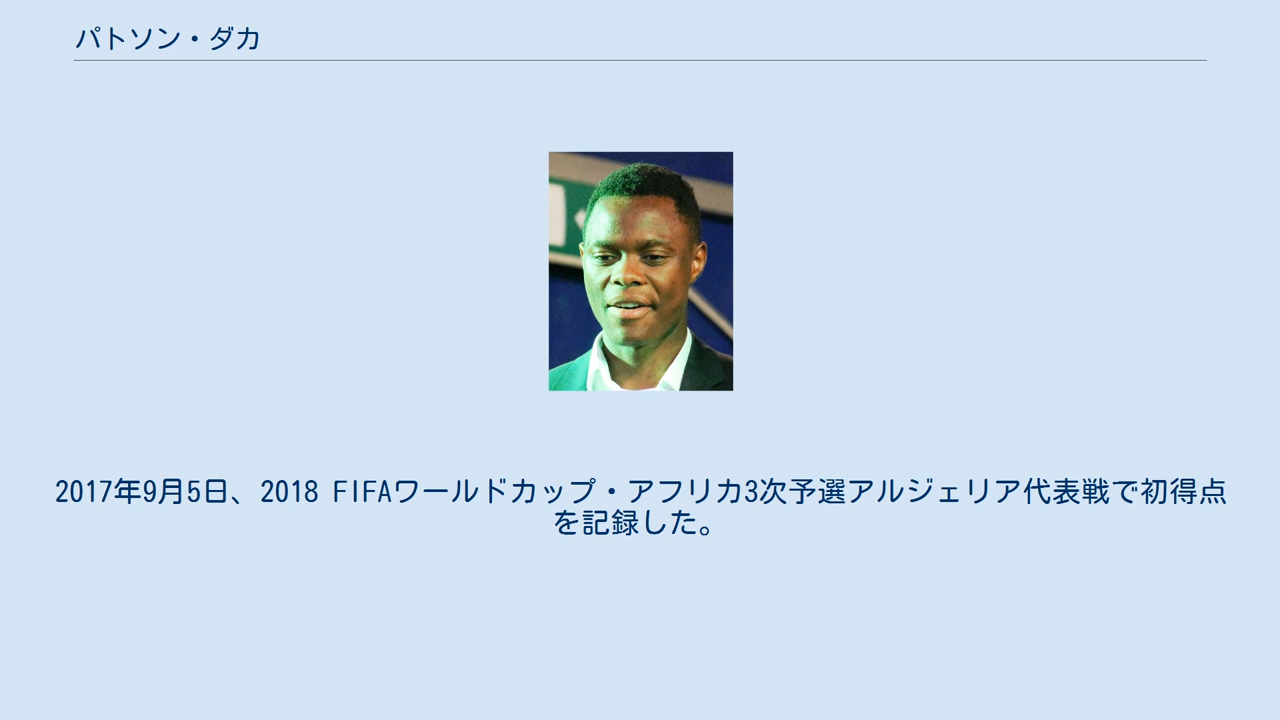 パトソン・ダカ
2017年9月5日、2018 FIFAワールドカップ・アフリカ3次予選アルジェリア代表戦で初得点
を記録した。